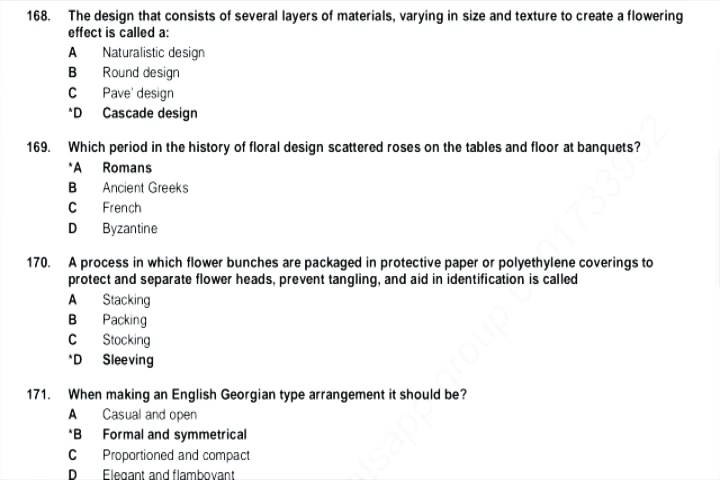 168. The design that consists of several layers of materials, varying in size and texture to create a flowering
effect is called a:
A Naturalistic design
B Round design
C Pave' design
*D Cascade design
169. Which period in the history of floral design scattered roses on the tables and floor at banquets?
*A Romans
B Ancient Greeks
C French
D Byzantine
170. A process in which flower bunches are packaged in protective paper or polyethylene coverings to
protect and separate flower heads, prevent tangling, and aid in identification is called
A Stacking
B Packing
C Stocking
*D Sleeving
171. When making an English Georgian type arrangement it should be?
A Casual and open
*B Formal and symmetrical
C Proportioned and compact
D Elegant and flamboyant